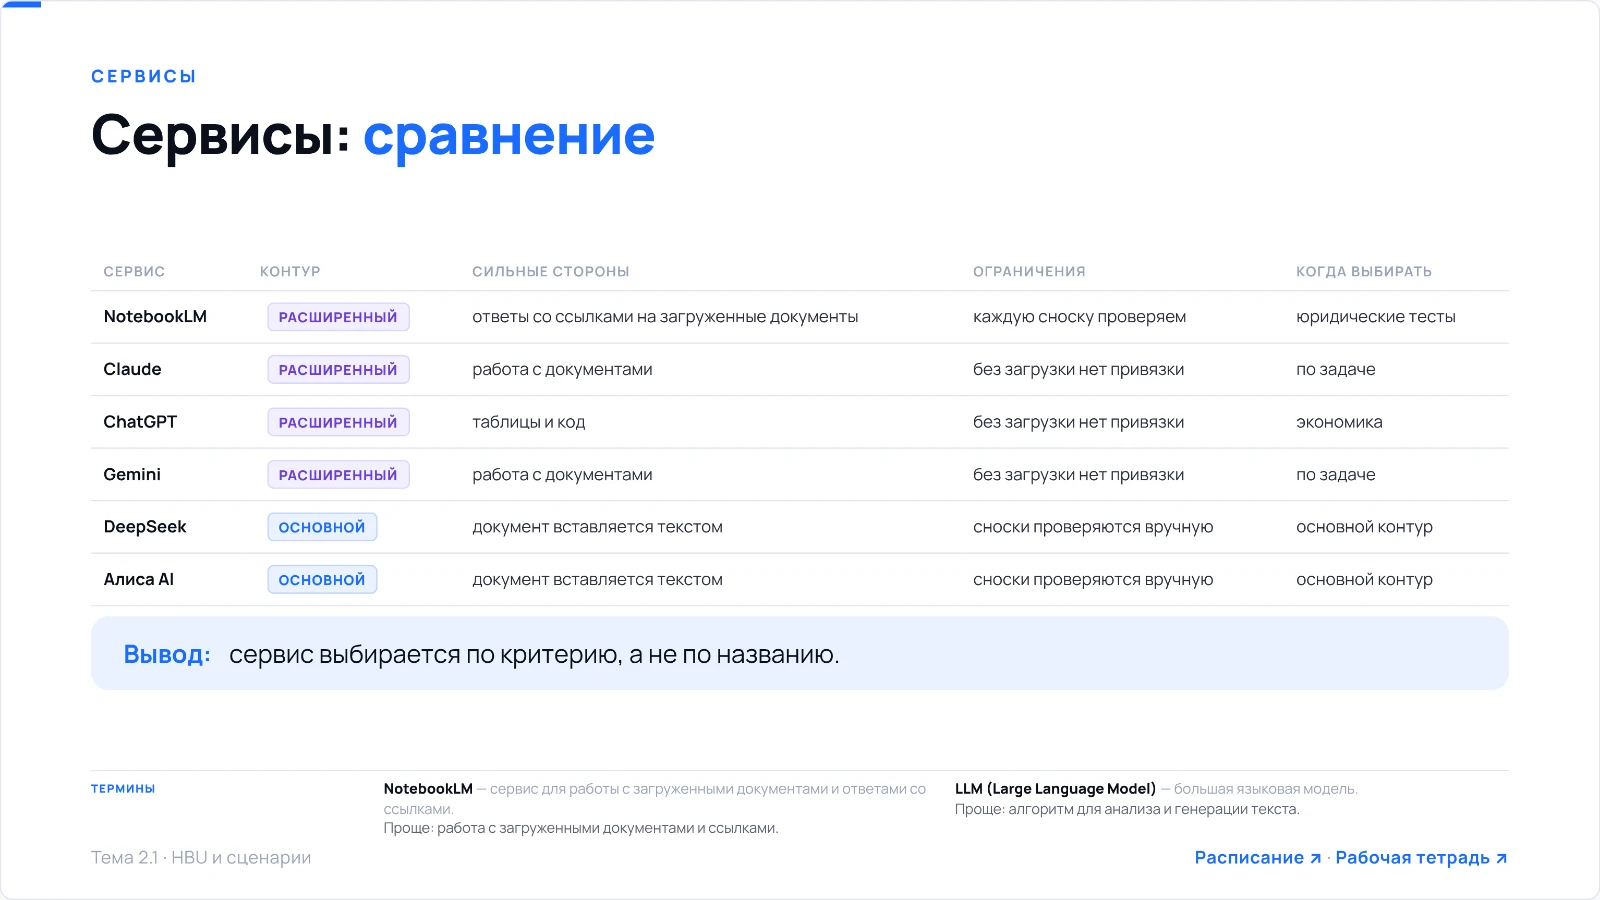 СЕРВИСЫ
Сервисы: сравнение
СЕРВИС КОНТУР СИЛЬНЫЕ СТОРОНЫ ОГРАНИЧЕНИЯ КОГДА ВЫБИРАТЬ
NotebookLM РАСШИРЕННЫЙ ответы со ссылками на загруженные документы каждую сноску проверяем юридические тесты
Claude РАСШИРЕННЫЙ работа с документами без загрузки нет привязки по задаче
ChatGPT РАСШИРЕННЫЙ таблицы и код без загрузки нет привязки экономика
Gemini РАСШИРЕННЫЙ работа с документами без загрузки нет привязки по задаче
DeepSeek ОСНОВНОЙ документ вставляется текстом сноски проверяются вручную основной контур
Алиса AI ОСНОВНОЙ документ вставляется текстом сноски проверяются вручную основной контур
Вывод: сервис выбирается по критерию, а не по названию.
ТЕРМИНЫ
NotebookLM — сервис для работы с загруженными документами и ответами со
ссылками.
Проще: работа с загруженными документами и ссылками.
LLM (Large Language Model) — большая языковая модель.
Проще: алгоритм для анализа и генерации текста.
Тема 2.1 · HBU и сценарии
Расписание ↗ · Рабочая тетрадь ↗